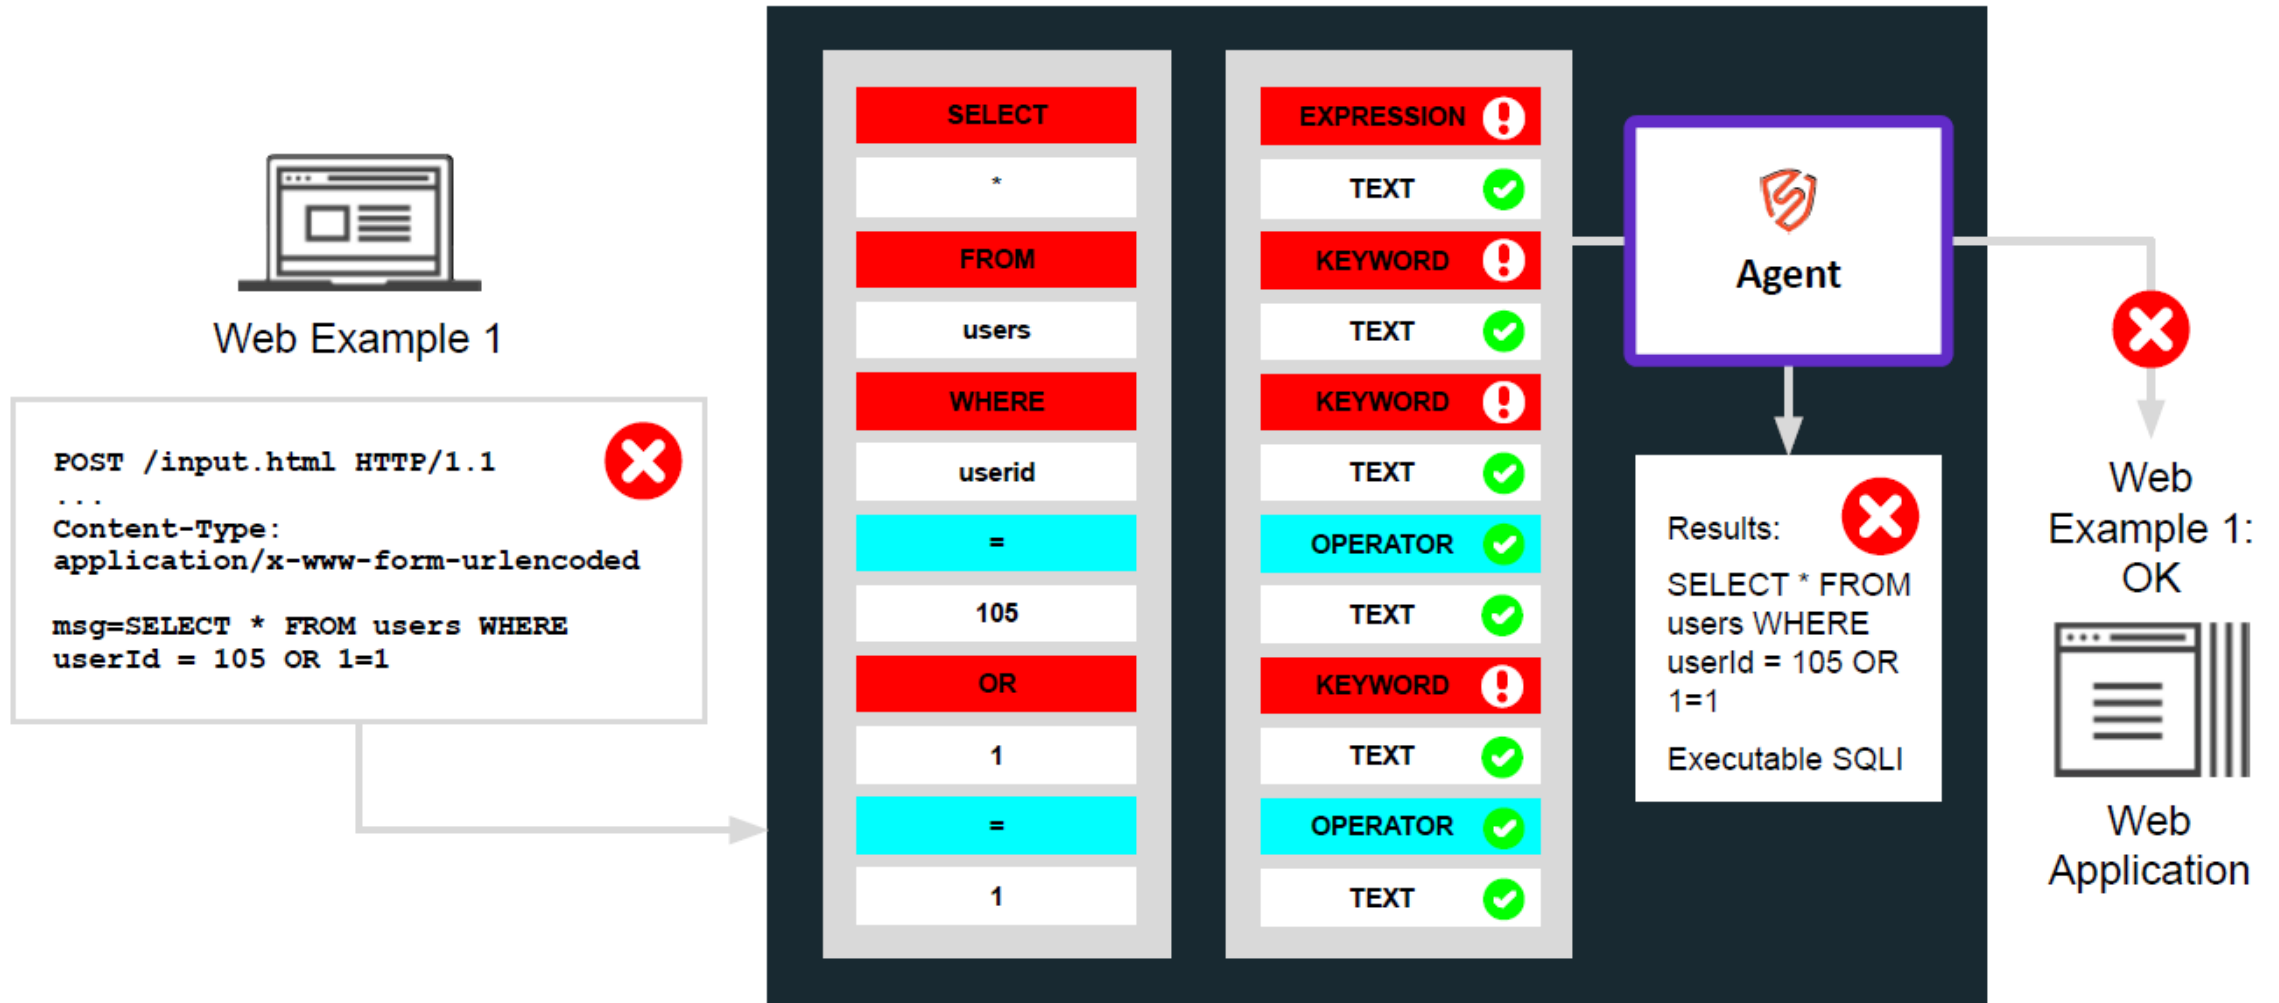 Web Example 1
POST /input.html HTTP/1.1
...
Content-Type:
application/x-www-form-urlencoded
msg=SELECT * FROM users WHERE
userId = 105 OR 1=1
SELECT
*
FROM
users
WHERE
userid
=
105
OR
1
=
1
EXPRESSION
TEXT
KEYWORD
TEXT
KEYWORD
TEXT
OPERATOR
TEXT
KEYWORD
TEXT
OPERATOR
TEXT
Agent
Results:
SELECT * FROM
users WHERE
userId = 105 OR
1=1
Executable SQLI
Web
Example 1:
OK
Web
Application